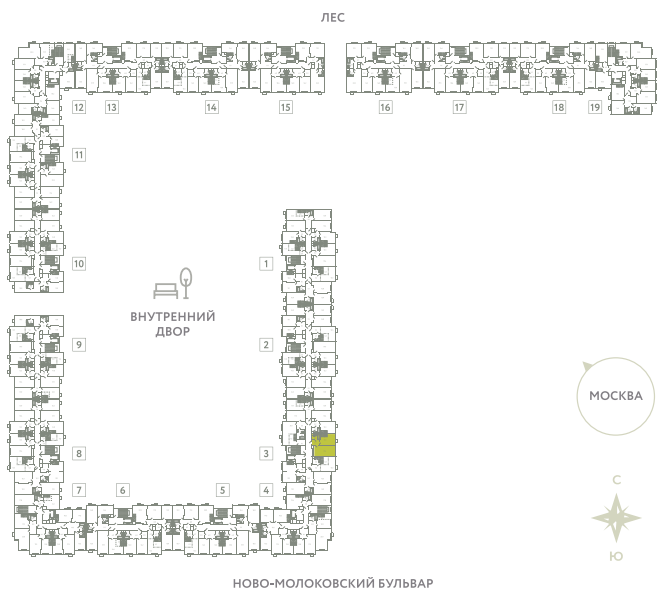 ЛЕС
12 13 14 15 16 17 18 19
11
10 1
ВНУТРЕННИЙ
ДВОР
9 2
МОСКВА
8 3
С
7 6 5 4
Ю
НОВО-МОЛОКОВСКИЙ БУЛЬВАР